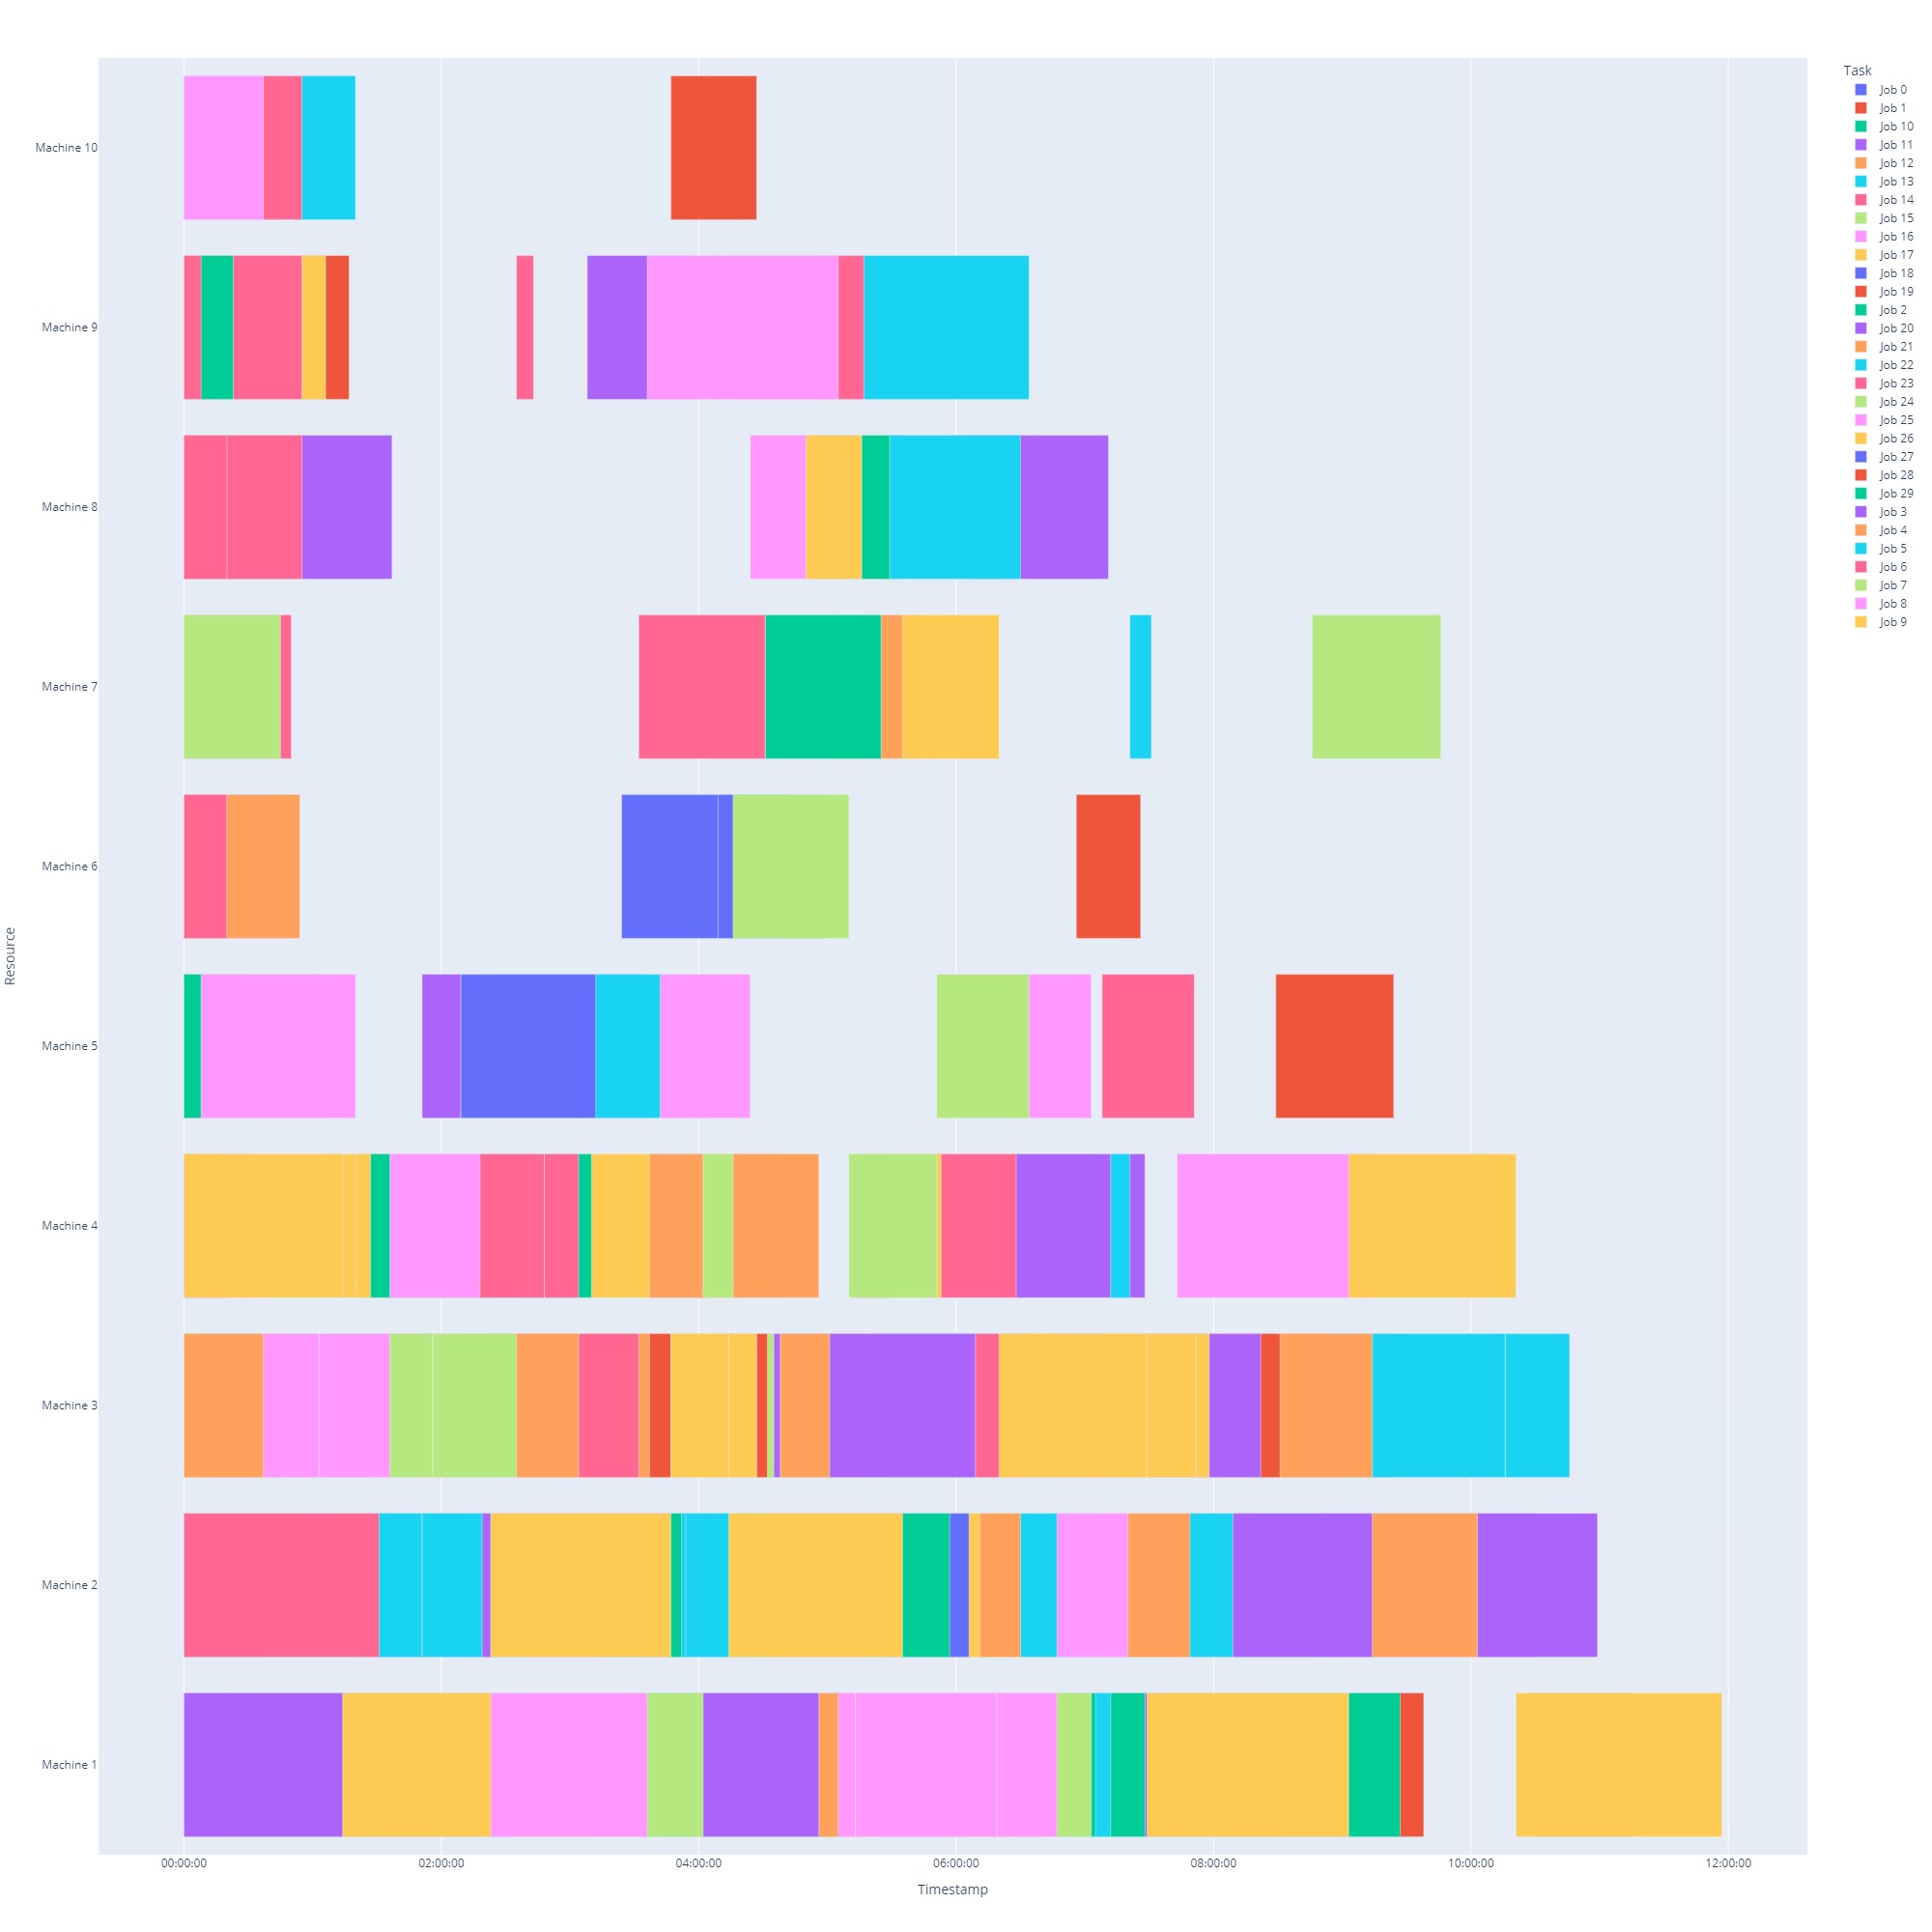 Machine 10
Machine 9
Machine 8
Machine 7
Machine 6
Machine 5
Machine 4
Machine 3
Machine 2
Machine 1
Resource
00:00:00
02:00:00
04:00:00
06:00:00
08:00:00
10:00:00
12:00:00
Timestamp
Task
Job 0
Job 1
Job 10
Job 11
Job 12
Job 13
Job 14
Job 15
Job 16
Job 17
Job 18
Job 19
Job 2
Job 20
Job 21
Job 22
Job 23
Job 24
Job 25
Job 26
Job 27
Job 28
Job 29
Job 3
Job 4
Job 5
Job 6
Job 7
Job 8
Job 9